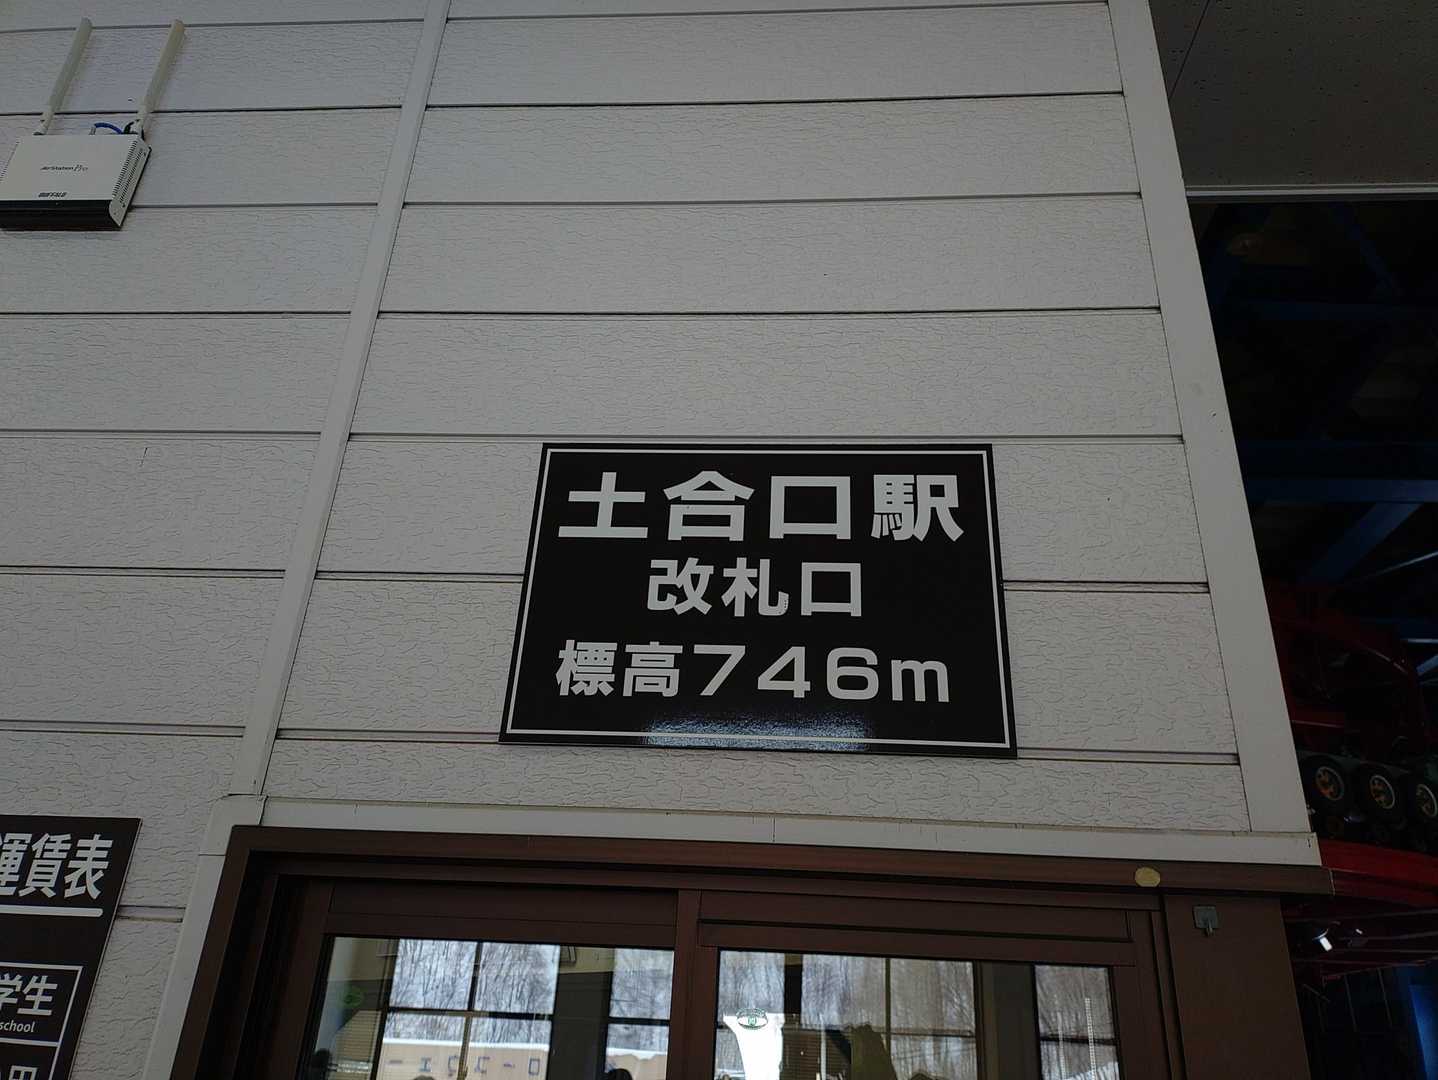 AirStation Pro
BUFFALO
土合口駅
改札口
標高746m
運賃表
学生
school